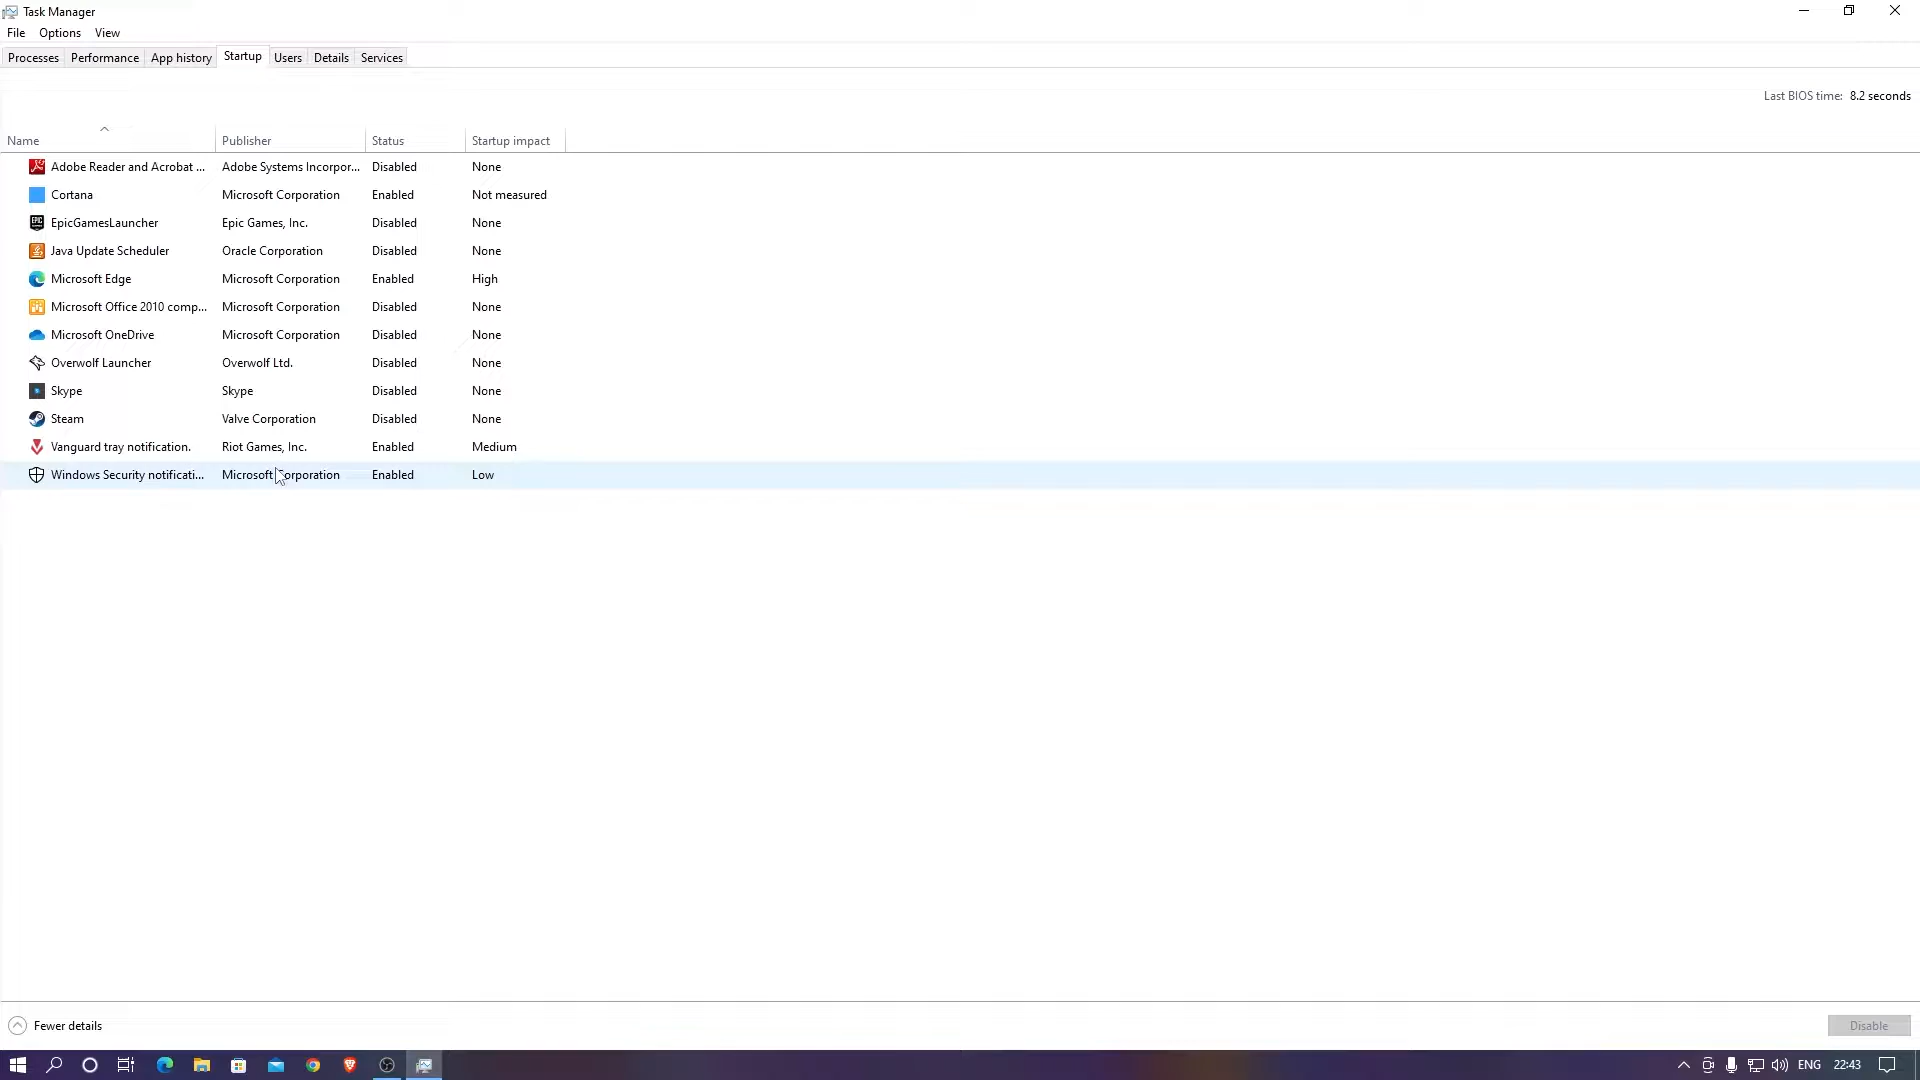 Task Manager
File Options View
Processes Performance App history Startup Users Details Services
Last BIOS time: 8.2 seconds
Name Publisher Status Startup impact
Adobe Reader and Acrobat ... Adobe Systems Incorpor... Disabled None
Cortana Microsoft Corporation Enabled Not measured
EpicGamesLauncher Epic Games, Inc. Disabled None
Java Update Scheduler Oracle Corporation Disabled None
Microsoft Edge Microsoft Corporation Enabled High
Microsoft Office 2010 comp... Microsoft Corporation Disabled None
Microsoft OneDrive Microsoft Corporation Disabled None
Overwolf Launcher Overwolf Ltd. Disabled None
Skype Skype Disabled None
Steam Valve Corporation Disabled None
Vanguard tray notification. Riot Games, Inc. Enabled Medium
Windows Security notificati... Microsoft Corporation Enabled Low
Fewer details Disable
ENG 22:43